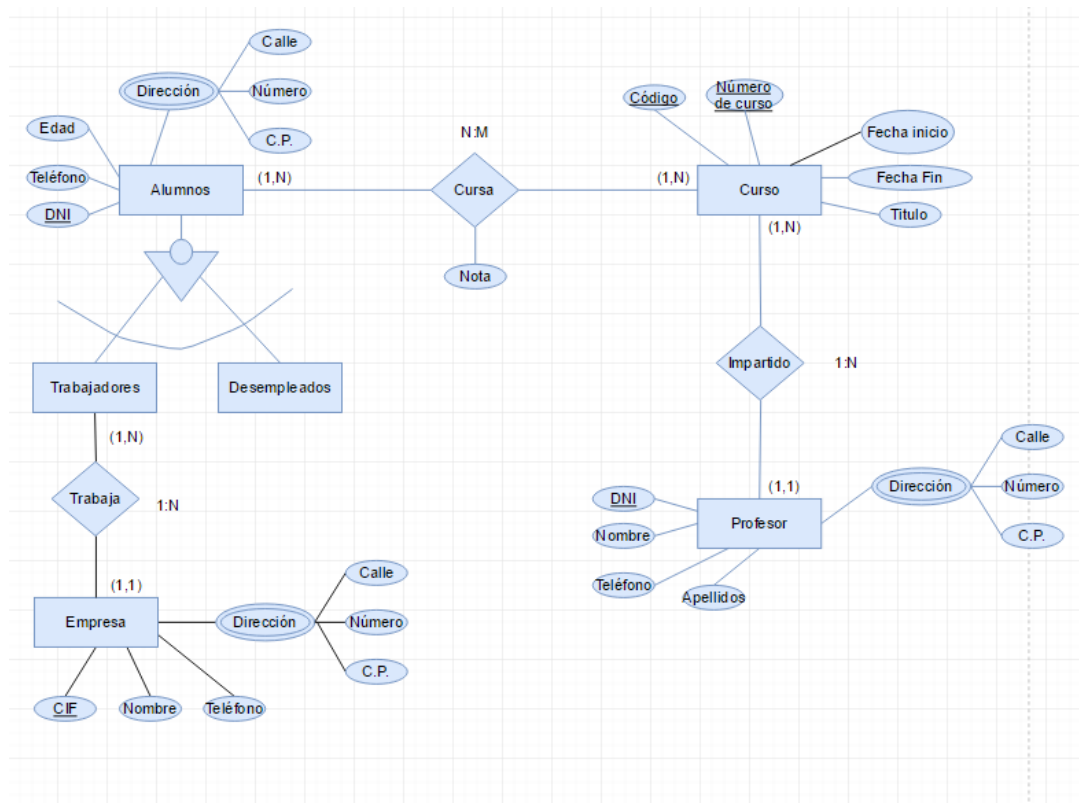 Calle
Dirección
Número
C.P.
Edad
Teléfono
DNI
Alumnos
(1,N)
N:M
Cursa
Nota
(1,N)
Código
Número
de curso
Fecha inicio
Fecha Fin
Titulo
Curso
(1,N)
Impartido
1:N
(1,1)
Trabajadores
Desempleados
(1,N)
Trabaja
1:N
(1,1)
Empresa
Dirección
Calle
Número
C.P.
CIF
Nombre
Teléfono
DNI
Nombre
Teléfono
Apellidos
Profesor
Dirección
Calle
Número
C.P.